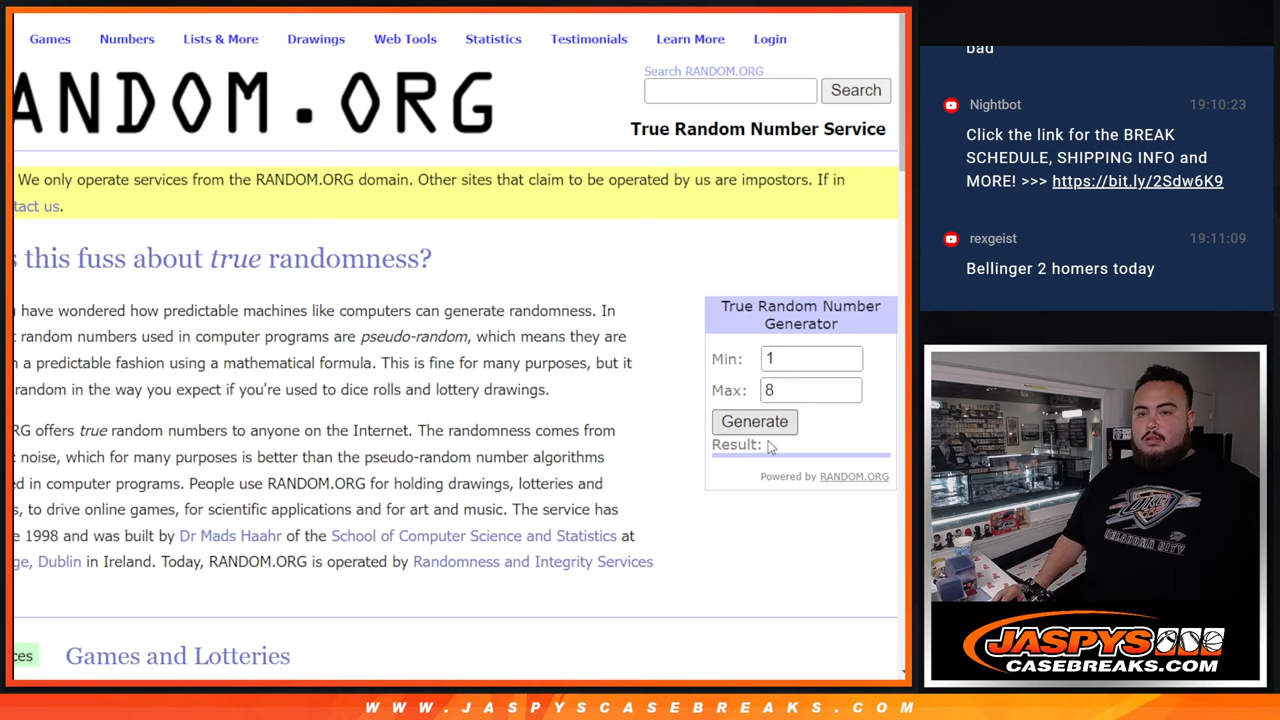 Games Numbers Lists & More Drawings Web Tools Statistics Testimonials Learn More Login
ANDOM.ORG
Search RANDOM.ORG
Search
True Random Number Service
We only operate services from the RANDOM.ORG domain. Other sites that claim to be operated by us are impostors. If in
tact us.
s this fuss about true randomness?
have wondered how predictable machines like computers can generate randomness. In
t random numbers used in computer programs are pseudo-random, which means they are
n a predictable fashion using a mathematical formula. This is fine for many purposes, but it
random in the way you expect if you're used to dice rolls and lottery drawings.
RG offers true random numbers to anyone on the Internet. The randomness comes from
c noise, which for many purposes is better than the pseudo-random number algorithms
ed in computer programs. People use RANDOM.ORG for holding drawings, lotteries and
s, to drive online games, for scientific applications and for art and music. The service has
e 1998 and was built by Dr Mads Haahr of the School of Computer Science and Statistics at
ge, Dublin in Ireland. Today, RANDOM.ORG is operated by Randomness and Integrity Services
True Random Number
Generator
Min: 1
Max: 8
Generate
Result:
Powered by RANDOM.ORG
ces
Games and Lotteries
bad
Nightbot 19:10:23
Click the link for the BREAK
SCHEDULE, SHIPPING INFO and
MORE! >>> https://bit.ly/2Sdw6K9
rexgeist 19:11:09
Bellinger 2 homers today
OKLAHOMA CITY
JASPYS
CASEBREAKS.COM
WWW.JASPYSCASEBREAKS.COM